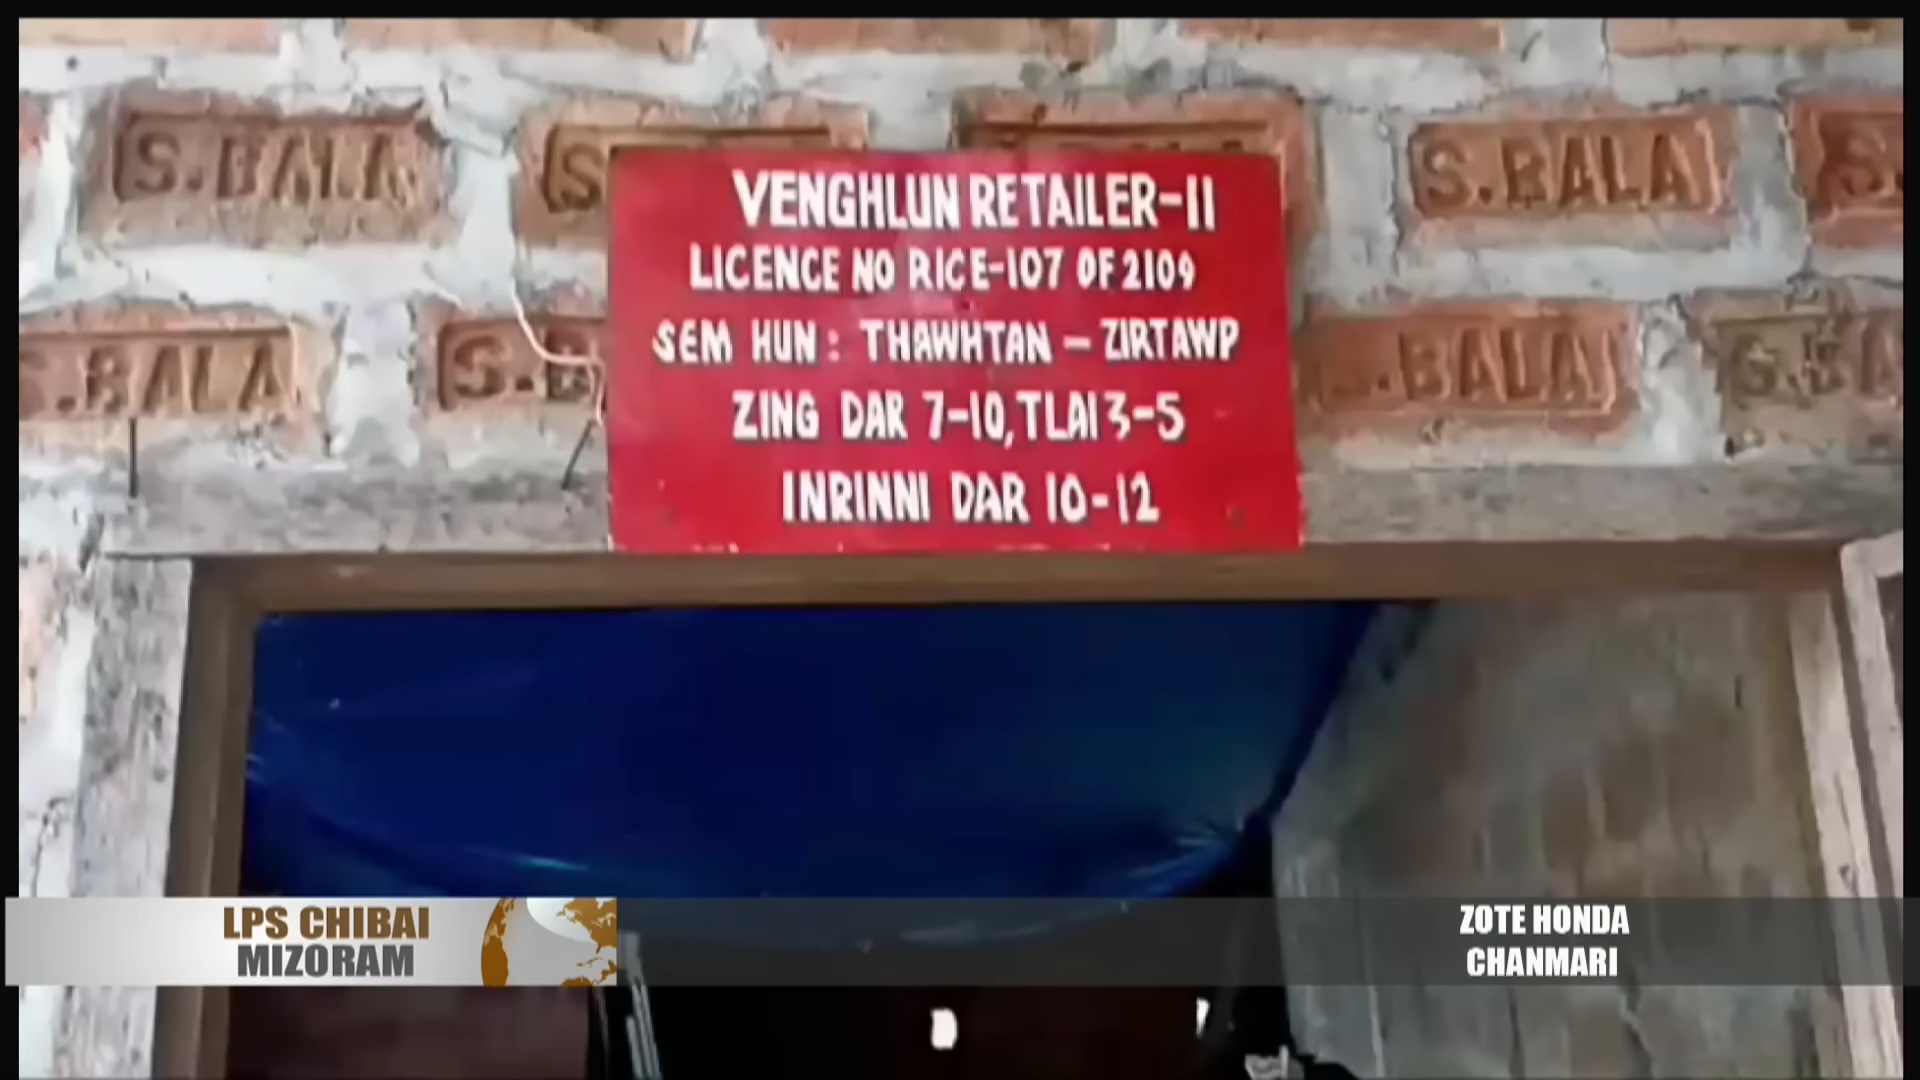 S.BALA
S.BALA
VENGHLUN RETAILER-II
LICENCE NO RICE-107 OF 2109
SEM HUN : THAWHTAN - ZIRTAWP
ZING DAR 7-10, TLAI 3-5
INRINNI DAR 10-12
S.BALA
S.BALA
LPS CHIBAI
MIZORAM
ZOTE HONDA
CHANMARI